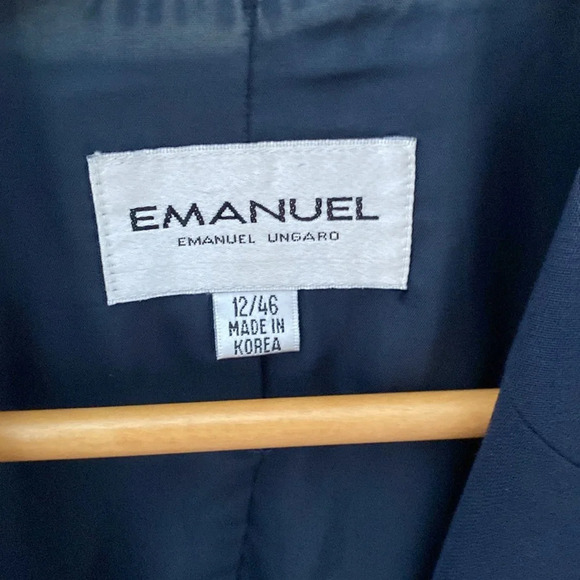 EMANUEL
EMANUEL UNGARO
12/46
MADE IN
KOREA